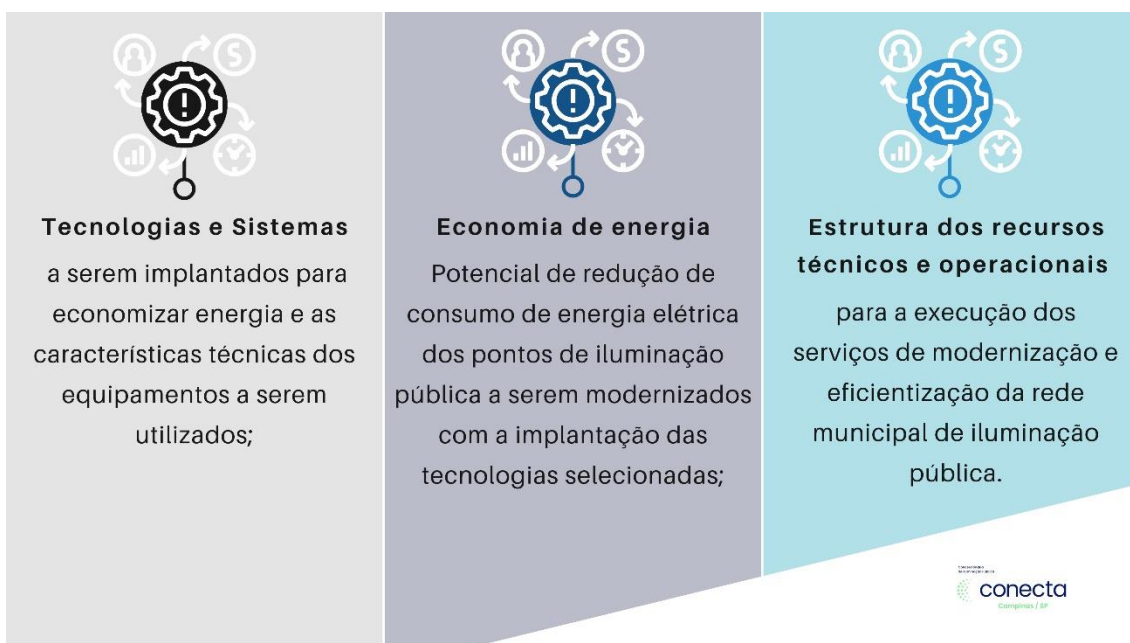 Tecnologias e Sistemas
a serem implantados para
economizar energia e as
características técnicas dos
equipamentos a serem
utilizados;
Economia de energia
Potencial de redução de
consumo de energia elétrica
dos pontos de iluminação
pública a serem modernizados
com a implantação das
tecnologias selecionadas;
Estrutura dos recursos
técnicos e operacionais
para a execução dos
serviços de modernização e
eficientização da rede
municipal de iluminação
pública.
conecta
Campinas / SP